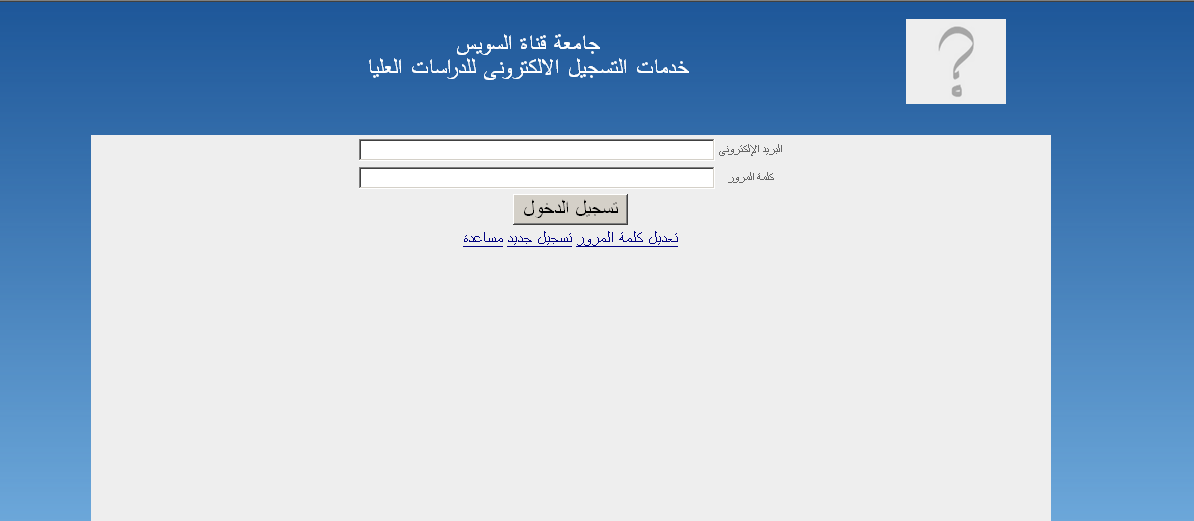 جامعة قناة السويس
خدمات التسجيل الالكترونى للدراسات العليا
البريد الإلكترونى
كلمة المرور
تسجيل الدخول
تعديل كلمة المرور تسجيل جديد مساعدة